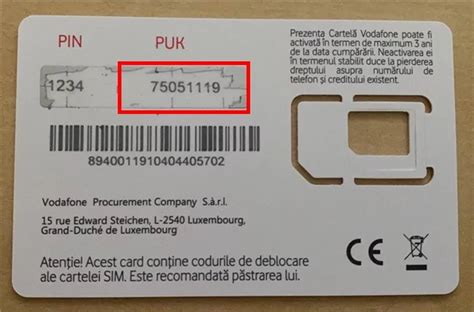 PIN PUK
1234 75051119
8940011910404405702
Vodafone Procurement Company S.à r.l.
15 rue Edward Steichen, L-2540 Luxembourg,
Grand-Duché de Luxembourg
Atenție! Acest card conține codurile de deblocare
ale cartelei SIM. Este recomandată păstrarea lui.
Prezenta Cartelă Vodafone poate fi
activată în termen de maximum 3 ani
de la data cumpărării. Neactivarea ei
în termenul stabilit duce la pierderea
dreptului asupra numărului de
telefon și creditului existent.
CE